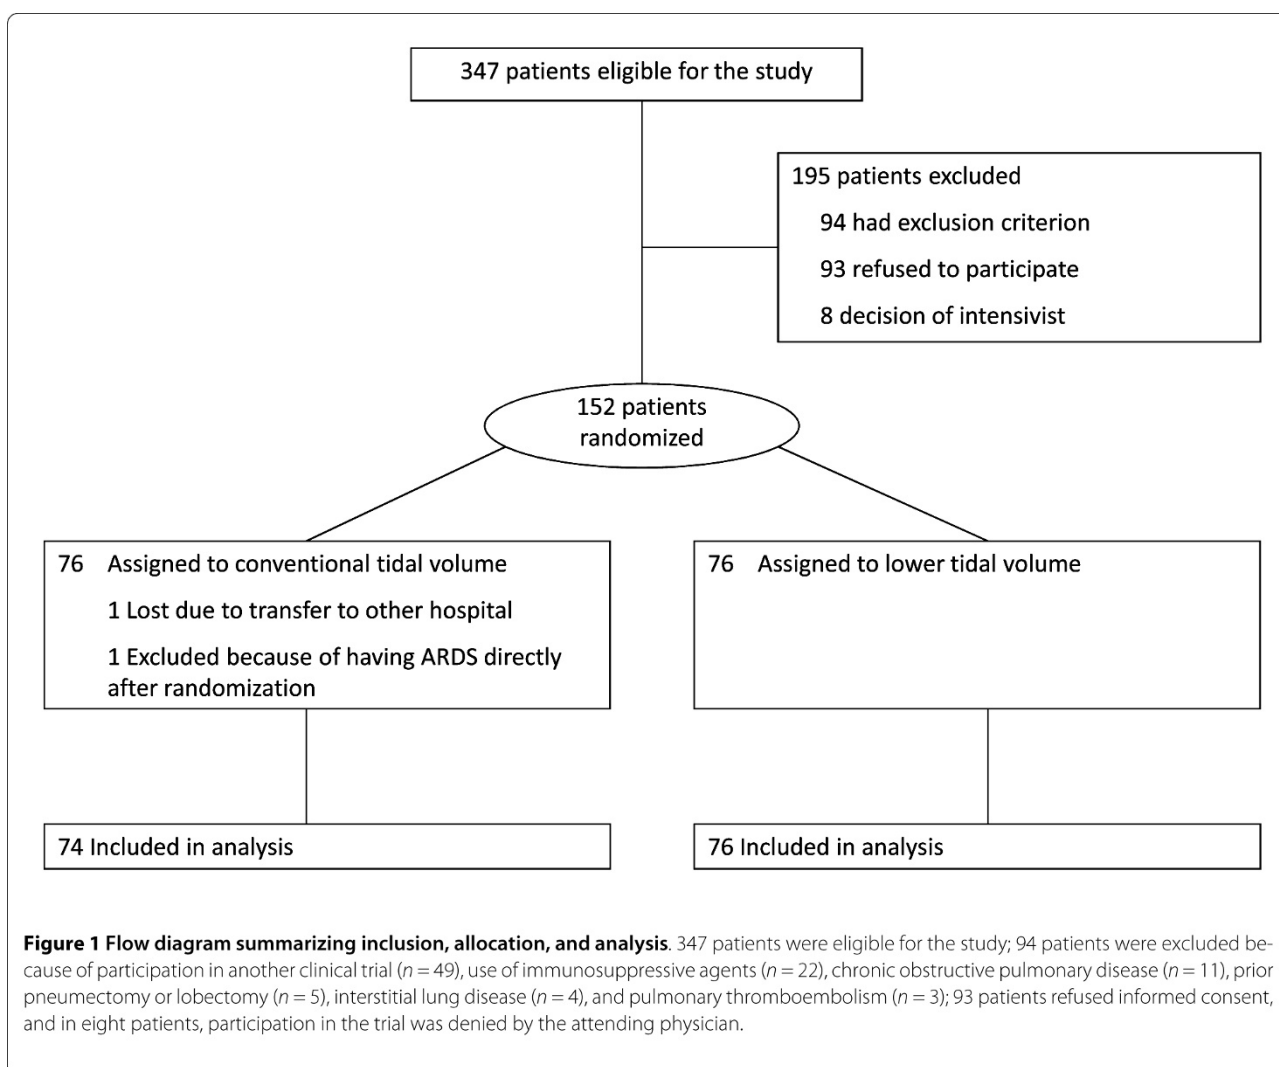 347 patients eligible for the study
195 patients excluded
94 had exclusion criterion
93 refused to participate
8 decision of intensivist
152 patients
randomized
76 Assigned to conventional tidal volume
1 Lost due to transfer to other hospital
1 Excluded because of having ARDS directly
after randomization
76 Assigned to lower tidal volume
74 Included in analysis
76 Included in analysis
Figure 1 Flow diagram summarizing inclusion, allocation, and analysis. 347 patients were eligible for the study; 94 patients were excluded be-
cause of participation in another clinical trial (n = 49), use of immunosuppressive agents (n = 22), chronic obstructive pulmonary disease (n = 11), prior
pneumectomy or lobectomy (n = 5), interstitial lung disease (n = 4), and pulmonary thromboembolism (n = 3); 93 patients refused informed consent,
and in eight patients, participation in the trial was denied by the attending physician.